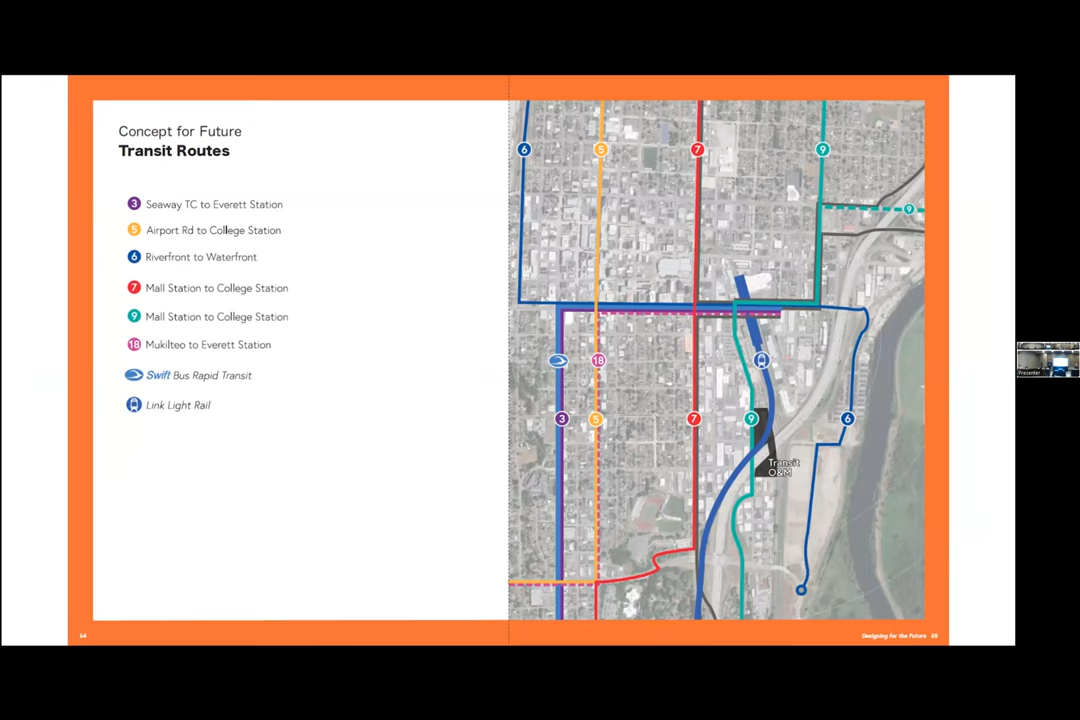 Concept for Future
Transit Routes
3 Seaway TC to Everett Station
5 Airport Rd to College Station
6 Riverfront to Waterfront
7 Mall Station to College Station
9 Mall Station to College Station
18 Mukilteo to Everett Station
Swift Bus Rapid Transit
Link Light Rail
6
5
7
9
9
18
3
5
7
9
6
Transit
O&M
64
Designing for the Future 65
Presenter